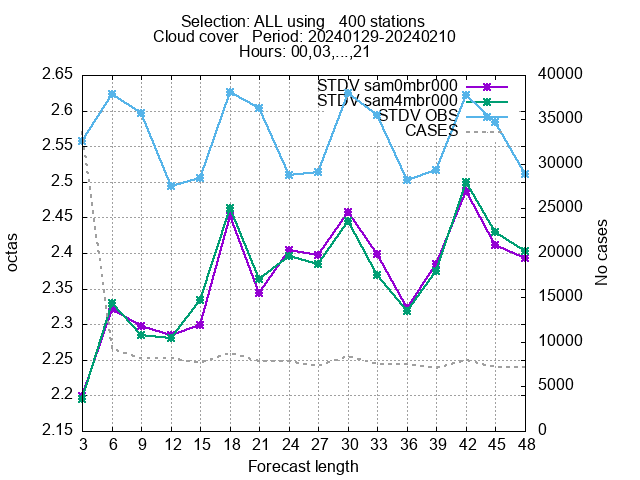 Selection: ALL using   400 stations
Cloud cover   Period: 20240129-20240210
Hours: 00,03,...,21
STDV sam0mbr000
STDV sam4mbr000
STDV OBS
CASES
2.65
2.6
2.55
2.5
2.45
2.4
2.35
2.3
2.25
2.2
2.15
octas
40000
35000
30000
25000
20000
15000
10000
5000
0
No cases
3 6 9 12 15 18 21 24 27 30 33 36 39 42 45 48
Forecast length